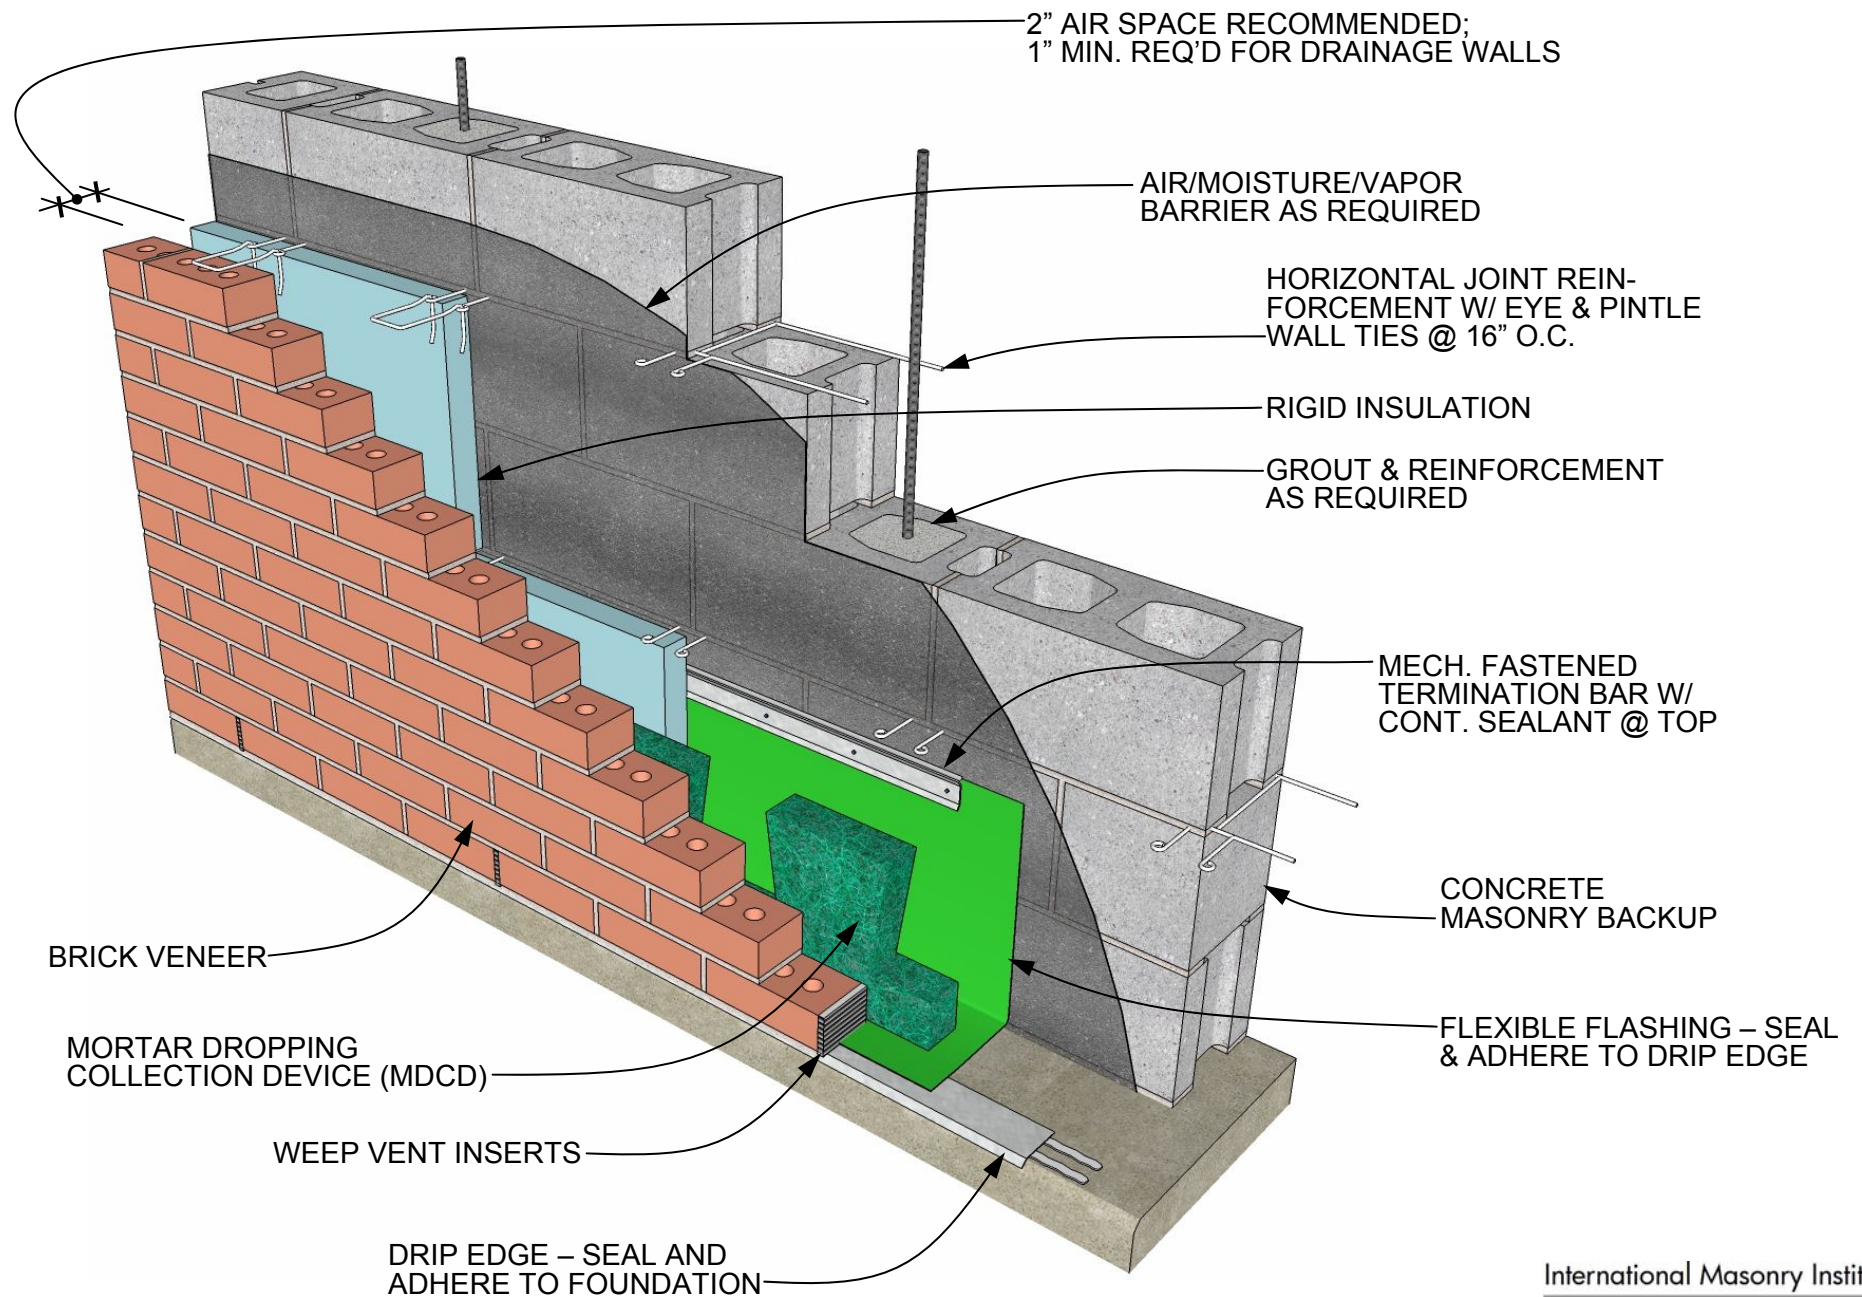 2” AIR SPACE RECOMMENDED;
1” MIN. REQ’D FOR DRAINAGE WALLS
AIR/MOISTURE/VAPOR
BARRIER AS REQUIRED
HORIZONTAL JOINT REIN-
FORCEMENT W/ EYE & PINTLE
WALL TIES @ 16” O.C.
RIGID INSULATION
GROUT & REINFORCEMENT
AS REQUIRED
MECH. FASTENED
TERMINATION BAR W/
CONT. SEALANT @ TOP
CONCRETE
MASONRY BACKUP
BRICK VENEER
FLEXIBLE FLASHING – SEAL
& ADHERE TO DRIP EDGE
MORTAR DROPPING
COLLECTION DEVICE (MDCD)
WEEP VENT INSERTS
DRIP EDGE – SEAL AND
ADHERE TO FOUNDATION
International Masonry Instit